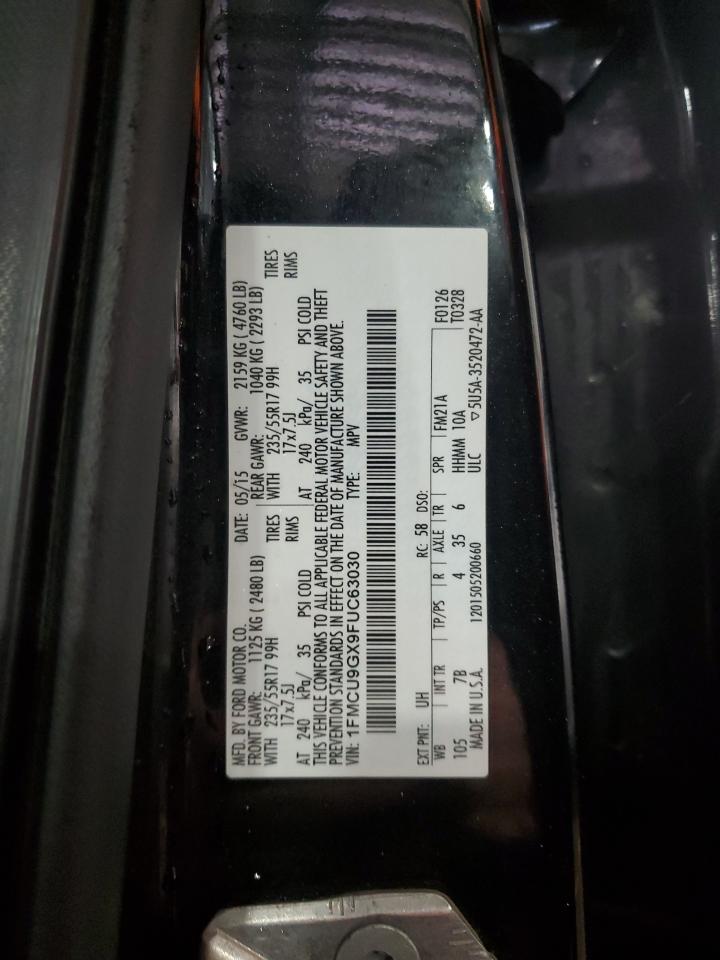 MFD. BY FORD MOTOR CO. DATE: 05/15 GVWR: 2159 KG ( 4760 LB)
FRONT GAWR: 1125 KG ( 2480 LB) REAR GAWR: 1040 KG ( 2293 LB)
WITH 235/55R17 99H TIRES WITH 235/55R17 99H TIRES
17x7.5J RIMS 17x7.5J RIMS
AT 240 kPa/ 35 PSI COLD AT 240 kPa/ 35 PSI COLD
THIS VEHICLE CONFORMS TO ALL APPLICABLE FEDERAL MOTOR VEHICLE SAFETY AND THEFT
PREVENTION STANDARDS IN EFFECT ON THE DATE OF MANUFACTURE SHOWN ABOVE.
VIN: 1FMCU9GX9FUC63030 TYPE: MPV
EXT PNT: UH RC: 58 DSO: F0126
WB INT TR TP/PS R AXLE TR SPR FM21A T0328
105 7B 4 35 6 HHMM 10A
MADE IN U.S.A. 1201505200660 ULC ▽5U5A-3520472-AA